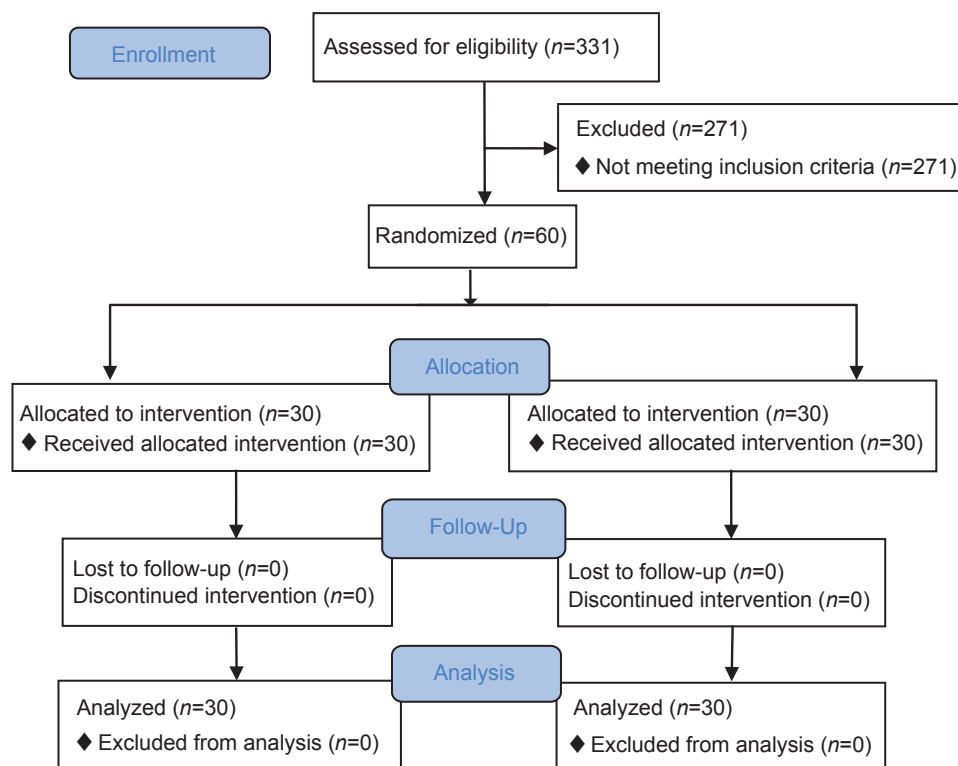 Enrollment
Assessed for eligibility (n=331)
Excluded (n=271)
♦ Not meeting inclusion criteria (n=271)
Randomized (n=60)
Allocation
Allocated to intervention (n=30)
♦ Received allocated intervention (n=30)
Allocated to intervention (n=30)
♦ Received allocated intervention (n=30)
Follow-Up
Lost to follow-up (n=0)
Discontinued intervention (n=0)
Lost to follow-up (n=0)
Discontinued intervention (n=0)
Analysis
Analyzed (n=30)
♦ Excluded from analysis (n=0)
Analyzed (n=30)
♦ Excluded from analysis (n=0)